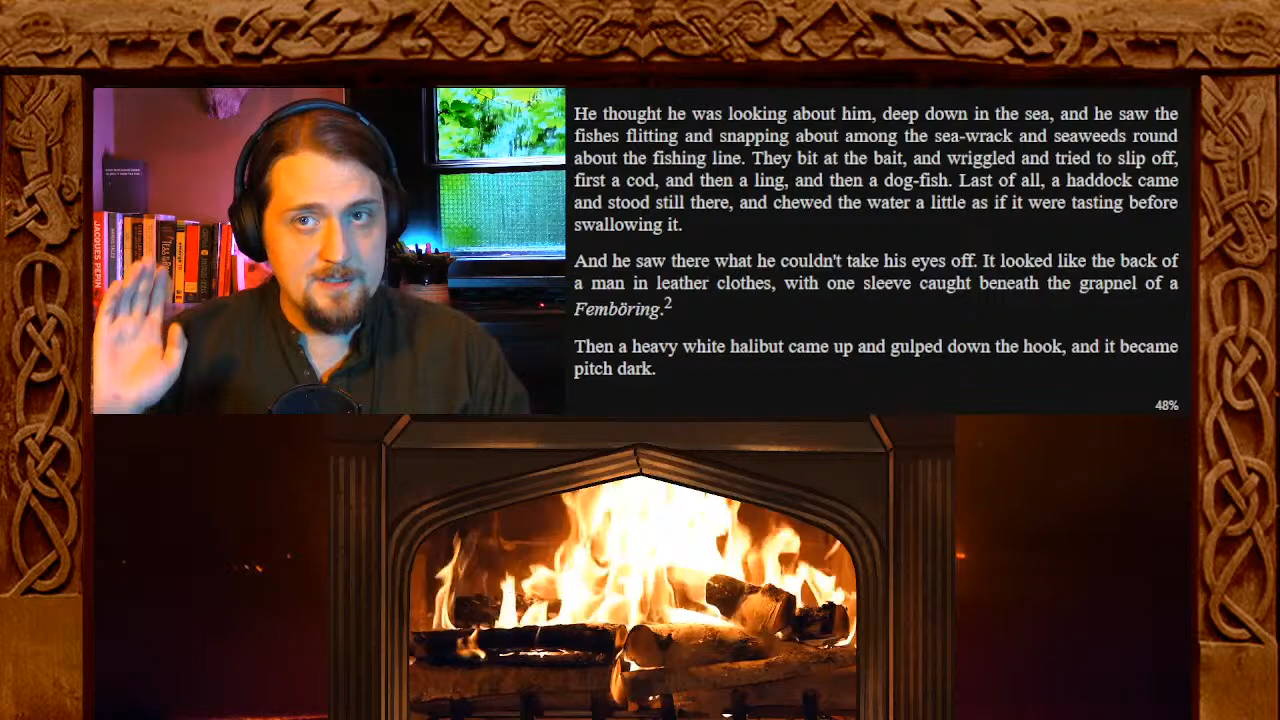 He thought he was looking about him, deep down in the sea, and he saw the
fishes flitting and snapping about among the sea-wrack and seaweeds round
about the fishing line. They bit at the bait, and wriggled and tried to slip off,
first a cod, and then a ling, and then a dog-fish. Last of all, a haddock came
and stood still there, and chewed the water a little as if it were tasting before
swallowing it.
And he saw there what he couldn't take his eyes off. It looked like the back of
a man in leather clothes, with one sleeve caught beneath the grapnel of a
Femböring.2
Then a heavy white halibut came up and gulped down the hook, and it became
pitch dark.
48%
JACQUES PEPIN